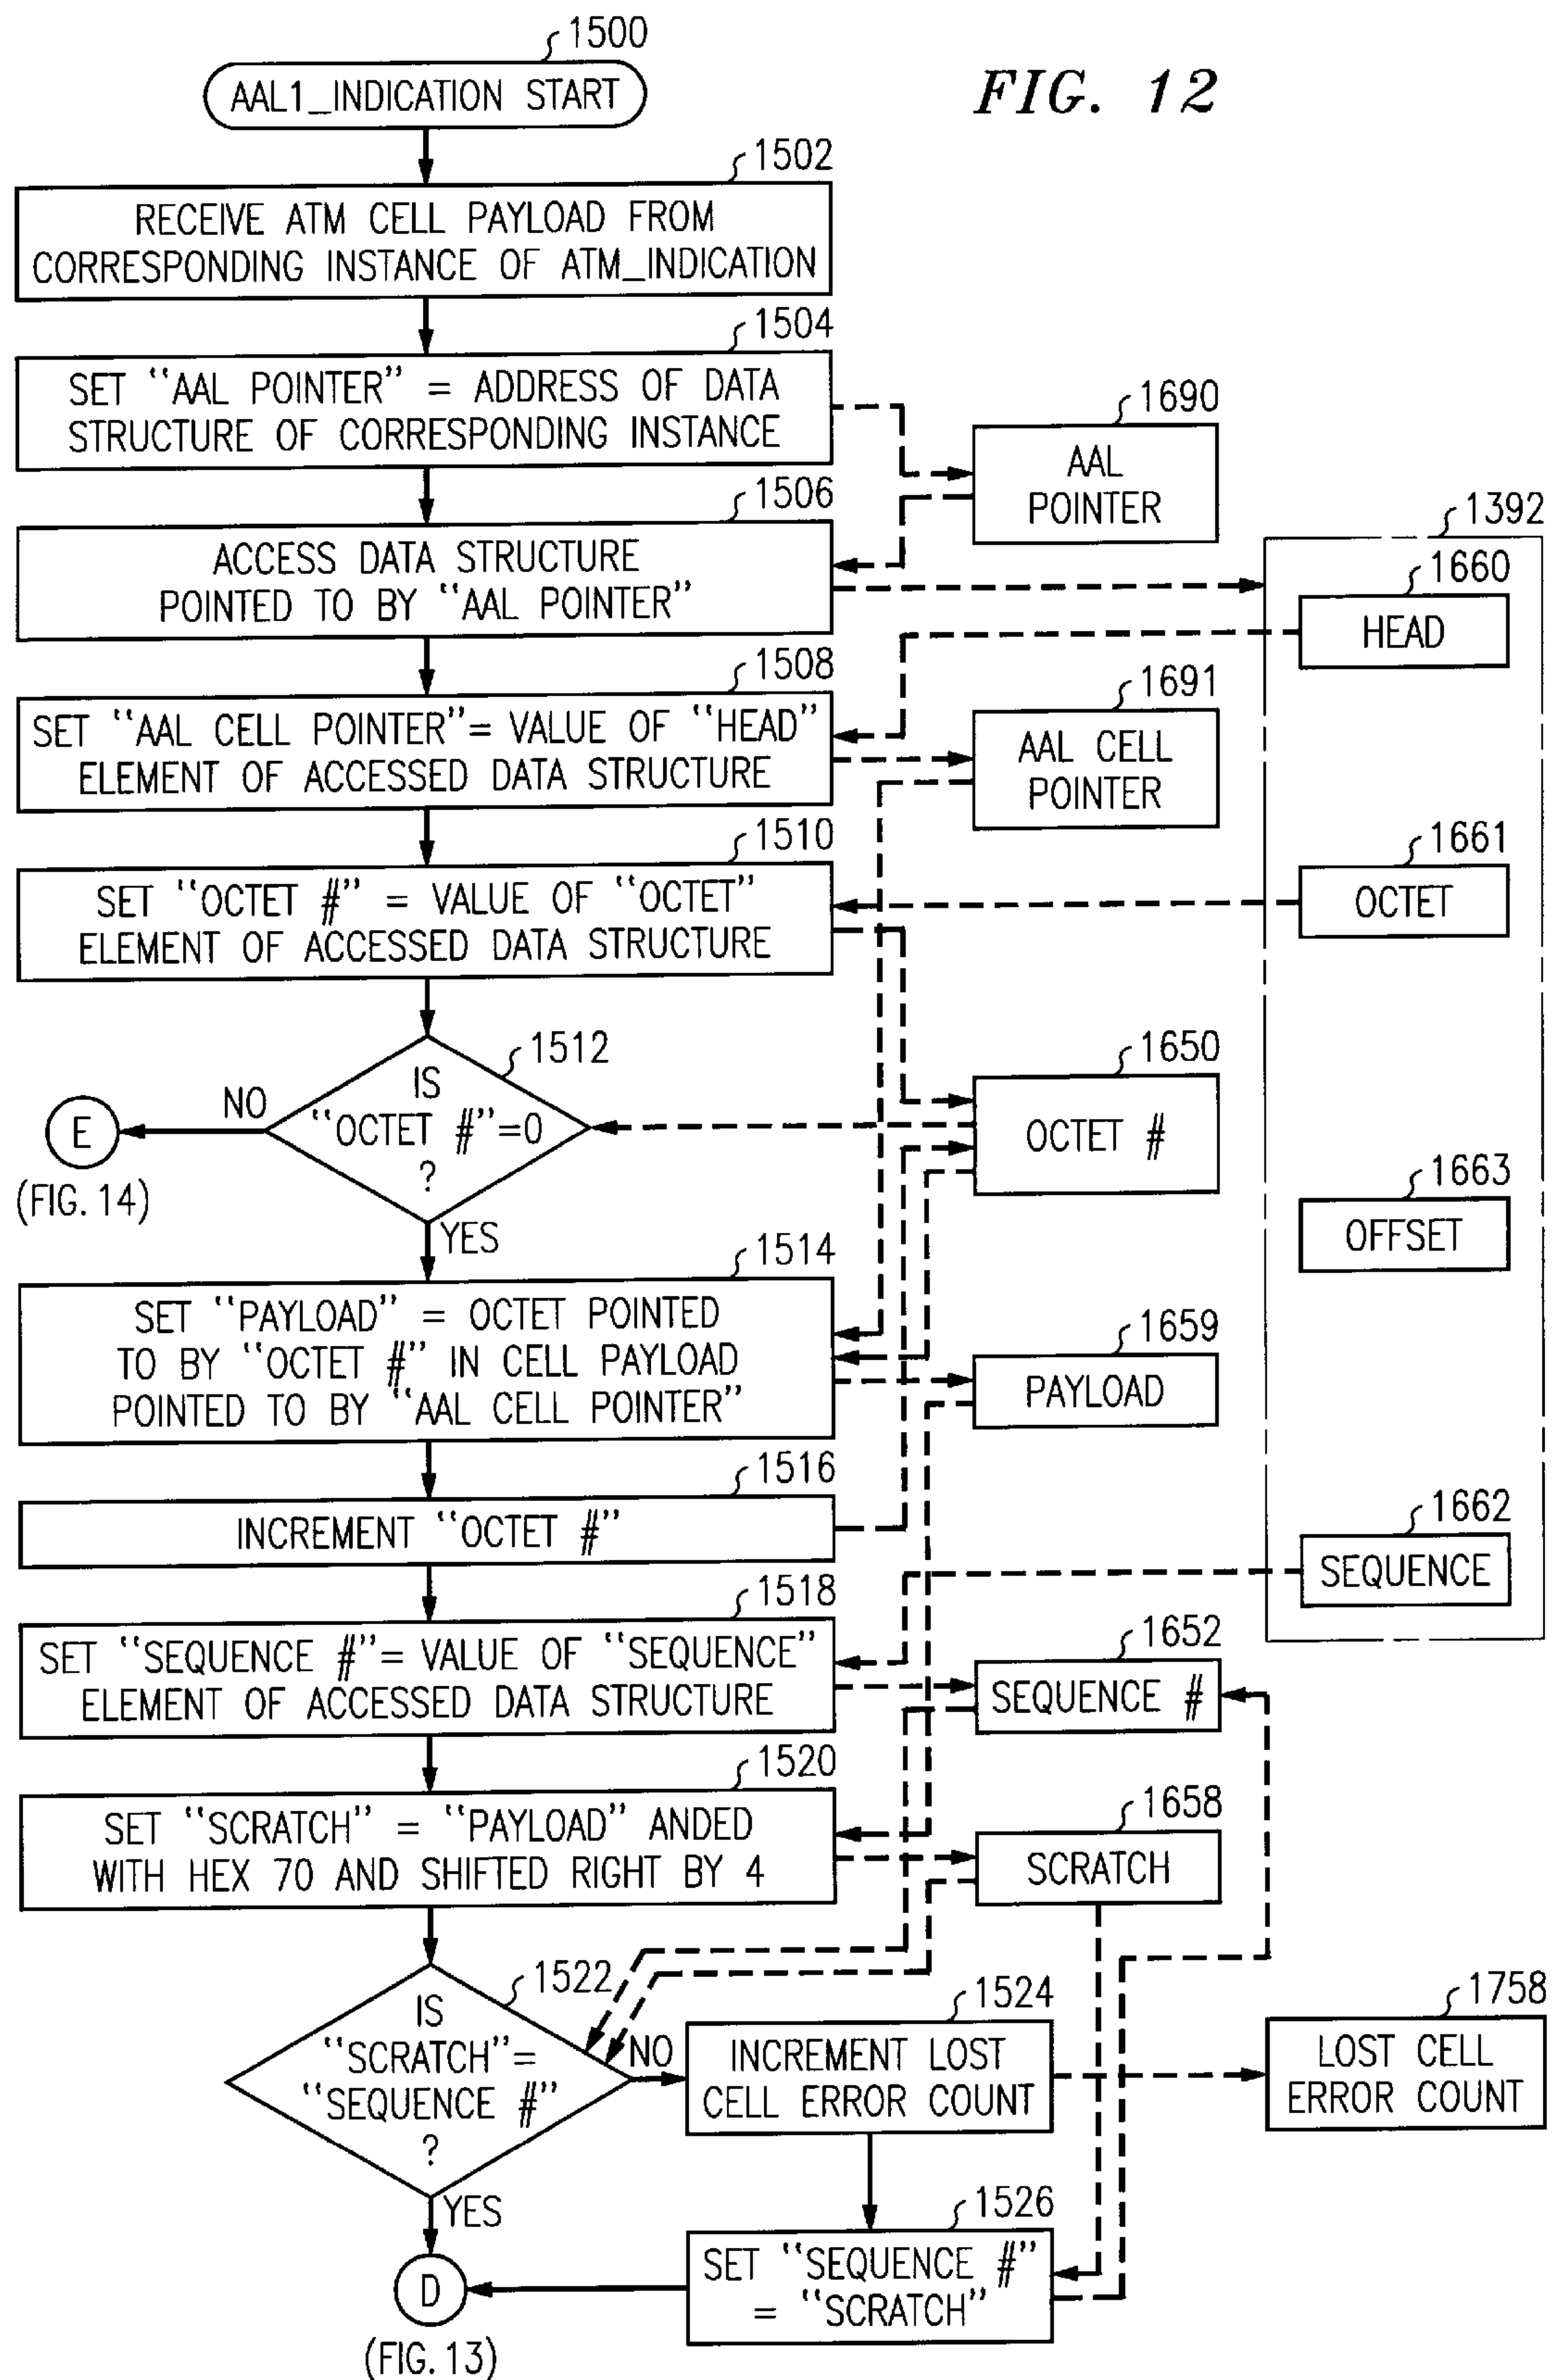 1500
AAL1_INDICATION START
FIG. 12
1502
RECEIVE ATM CELL PAYLOAD FROM
CORRESPONDING INSTANCE OF ATM_INDICATION
1504
SET "AAL POINTER" = ADDRESS OF DATA
STRUCTURE OF CORRESPONDING INSTANCE
1690
AAL
POINTER
1506
ACCESS DATA STRUCTURE
POINTED TO BY "AAL POINTER"
1392
1660
HEAD
1508
SET "AAL CELL POINTER"= VALUE OF "HEAD"
ELEMENT OF ACCESSED DATA STRUCTURE
1691
AAL CELL
POINTER
1510
SET "OCTET #" = VALUE OF "OCTET"
ELEMENT OF ACCESSED DATA STRUCTURE
1661
OCTET
1512
IS
"OCTET #"=0
?
NO
E
(FIG. 14)
YES
1650
OCTET #
1663
OFFSET
1514
SET "PAYLOAD" = OCTET POINTED
TO BY "OCTET #" IN CELL PAYLOAD
POINTED TO BY "AAL CELL POINTER"
1659
PAYLOAD
1516
INCREMENT "OCTET #"
1662
SEQUENCE
1518
SET "SEQUENCE #"= VALUE OF "SEQUENCE"
ELEMENT OF ACCESSED DATA STRUCTURE
1652
SEQUENCE #
1520
SET "SCRATCH" = "PAYLOAD" ANDED
WITH HEX 70 AND SHIFTED RIGHT BY 4
1658
SCRATCH
1522
IS
"SCRATCH"=
"SEQUENCE #"
?
NO
YES
1524
INCREMENT LOST
CELL ERROR COUNT
1758
LOST CELL
ERROR COUNT
1526
SET "SEQUENCE #"
= "SCRATCH"
D
(FIG. 13)